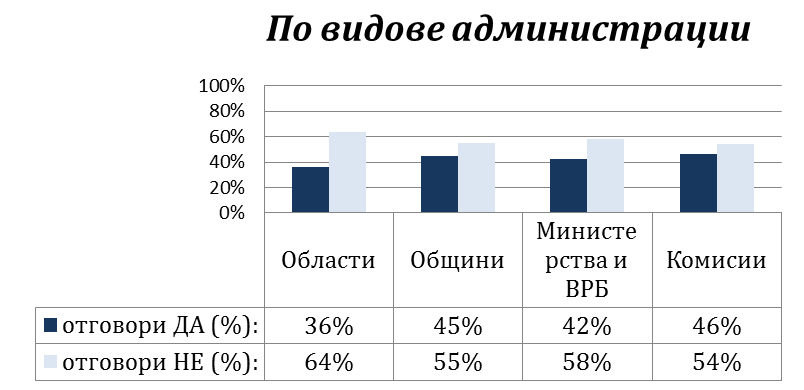 По видове администрации
100%
80%
60%
40%
20%
0%
Области Общини Министе
рства и
ВРБ Комисии
отговори ДА (%): 36% 45% 42% 46%
отговори НЕ (%): 64% 55% 58% 54%